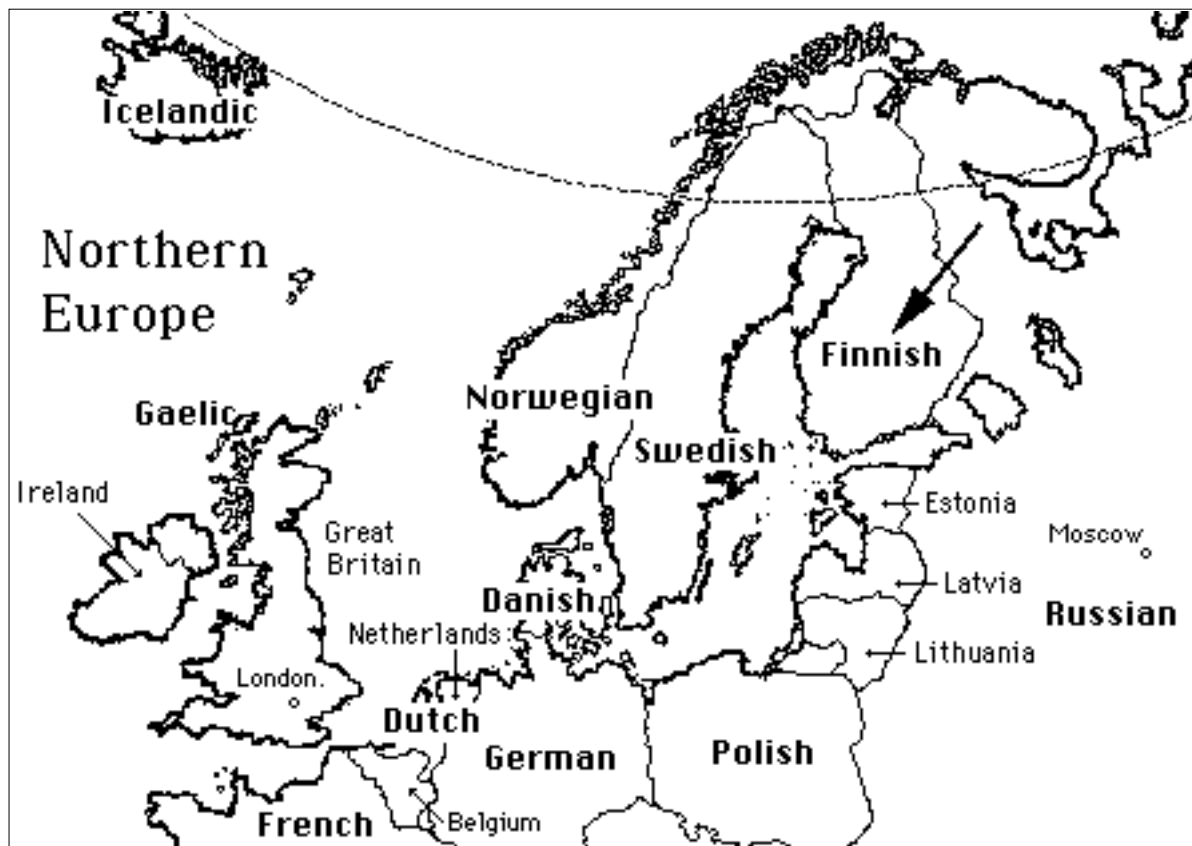 Icelandic
Northern
Europe
Finnish
Norwegian
Gaelic
Swedish
Ireland
Estonia
Great
Britain
Moscow
Latvia
Danish
Russian
Netherlands
Lithuania
London.
Dutch
German
Polish
French
Belgium